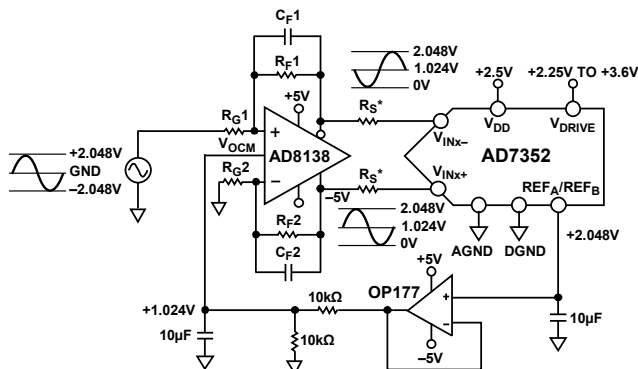 CF1
RF1
2.048V
1.024V
0V
+2.5V
+2.25V TO +3.6V
+5V
RS*
RG1
VINx–
VDD
VDRIVE
+2.048V
GND
–2.048V
VOCM
+
AD8138
–
AD7352
RG2
RS*
VINx+
REFA/REFB
–5V
RF2
2.048V
1.024V
0V
AGND
DGND
+2.048V
CF2
+5V
OP177
+1.024V
10kΩ
+
–
10µF
10kΩ
–5V
10µF